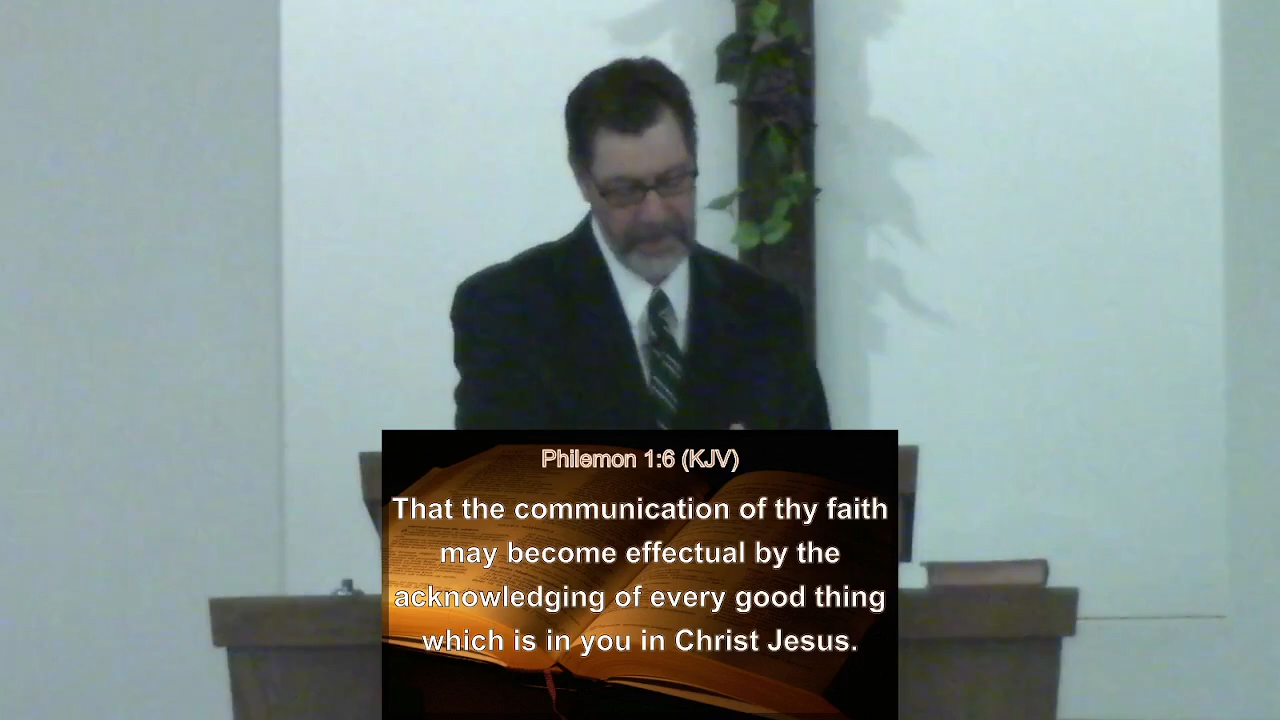 Philemon 1:6 (KJV)
That the communication of thy faith
may become effectual by the
acknowledging of every good thing
which is in you in Christ Jesus.